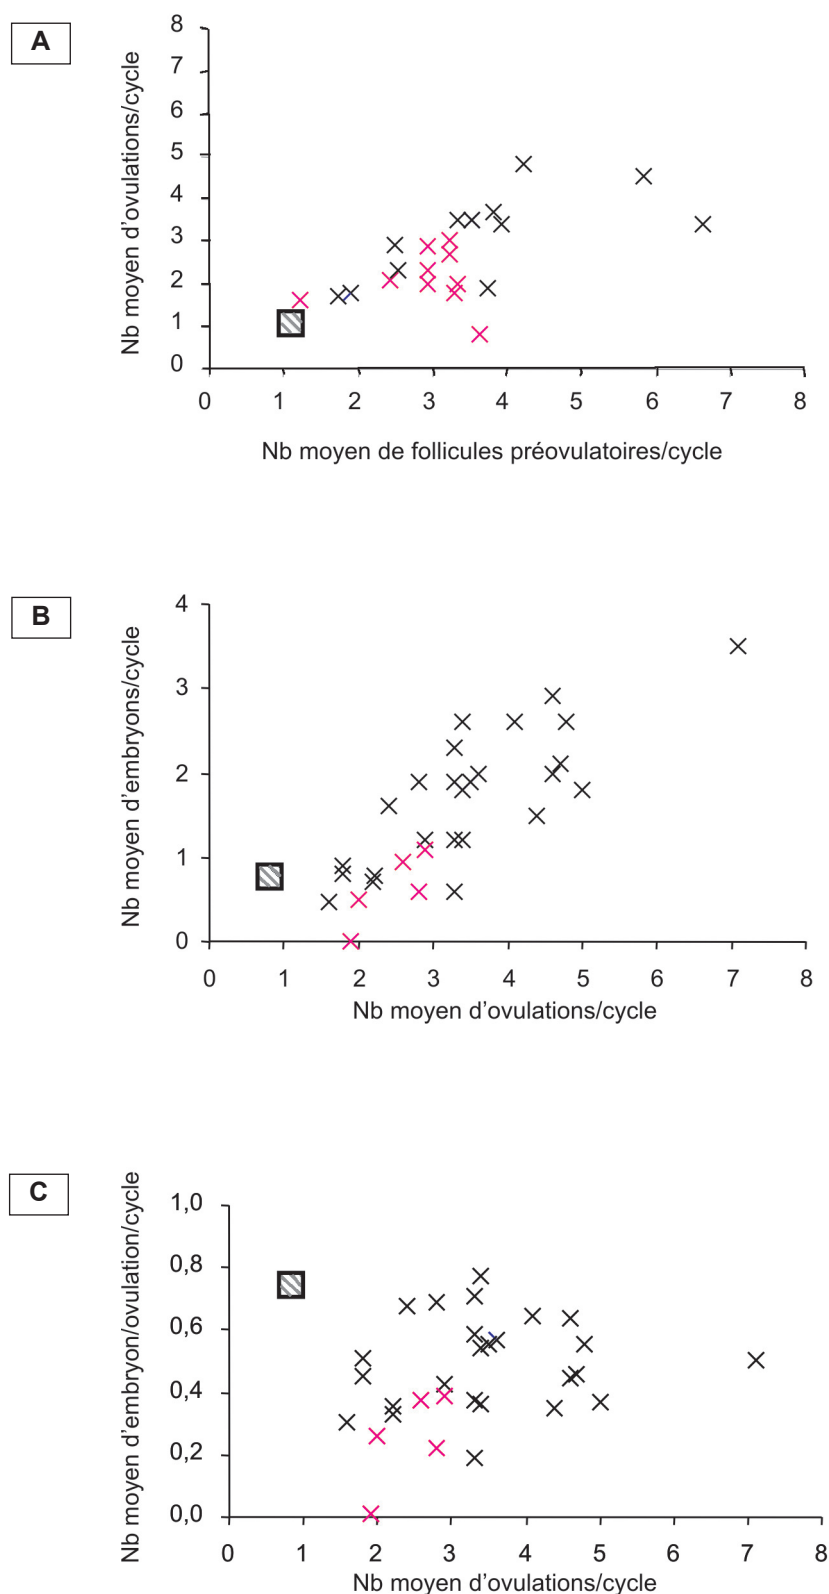 A
Nb moyen d’ovulations/cycle
8
7
6
5
4
3
2
1
0
0 1 2 3 4 5 6 7 8
Nb moyen de follicules préovulatoires/cycle
B
Nb moyen d’embryons/cycle
4
3
2
1
0
0 1 2 3 4 5 6 7 8
Nb moyen d’ovulations/cycle
C
Nb moyen d’embryon/ovulation/cycle
1,0
0,8
0,6
0,4
0,2
0,0
0 1 2 3 4 5 6 7 8
Nb moyen d’ovulations/cycle